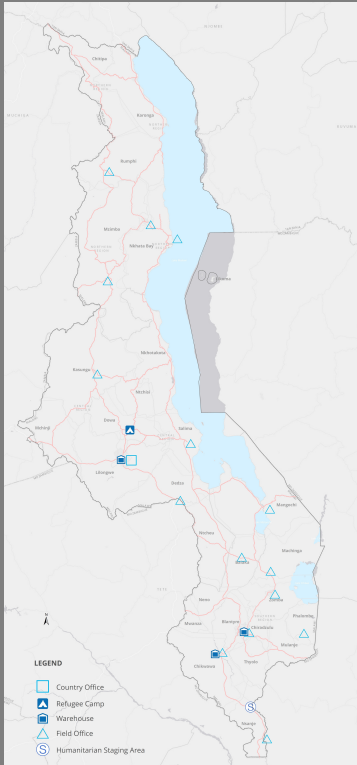 Chitipa
Karonga
Rumphi
Mzimba
Nkhata Bay
Likoma
Nkhotakota
Kasungu
Ntchisi
Dowa
Mchinji
Salima
Lilongwe
Dedza
Mangochi
Ntcheu
Machinga
Balaka
Zomba
Neno
Mwanza
Blantyre
Phalombe
Chiradzulu
Mulanje
Thyolo
Chikwawa
Nsanje
N
LEGEND
Country Office
Refugee Camp
Warehouse
Field Office
S Humanitarian Staging Area